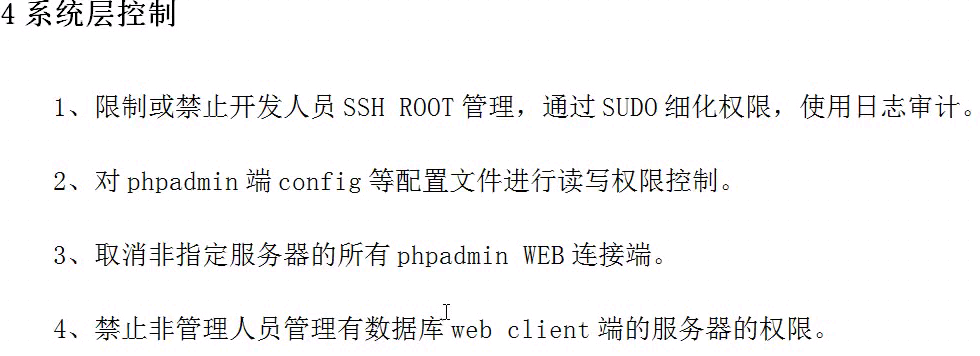 4 系统层控制
1、限制或禁止开发人员 SSH ROOT 管理，通过 SUDO 细化权限，使用日志审计。
2、对 phpadmin 端 config 等配置文件进行读写权限控制。
3、取消非指定服务器的所有 phpadmin WEB 连接端。
4、禁止非管理人员管理有数据库 web client 端的服务器的权限。